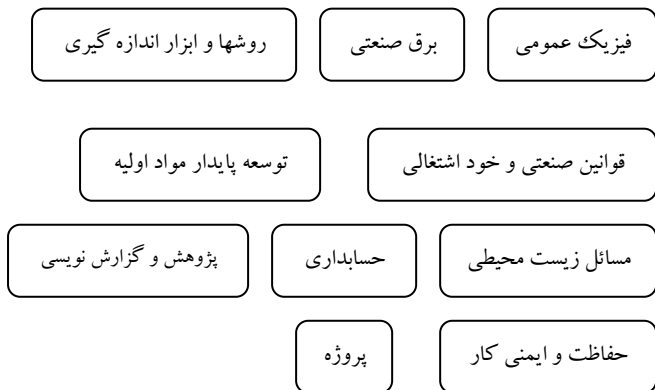 فیزیک عمومی
برق صنعتی
روشها و ابزار اندازه گیری
قوانین صنعتی و خود اشتغالی
توسعه پایدار مواد اولیه
مسائل زیست محیطی
حسابداری
پژوهش و گزارش نویسی
حفاظت و ایمنی کار
پروژه